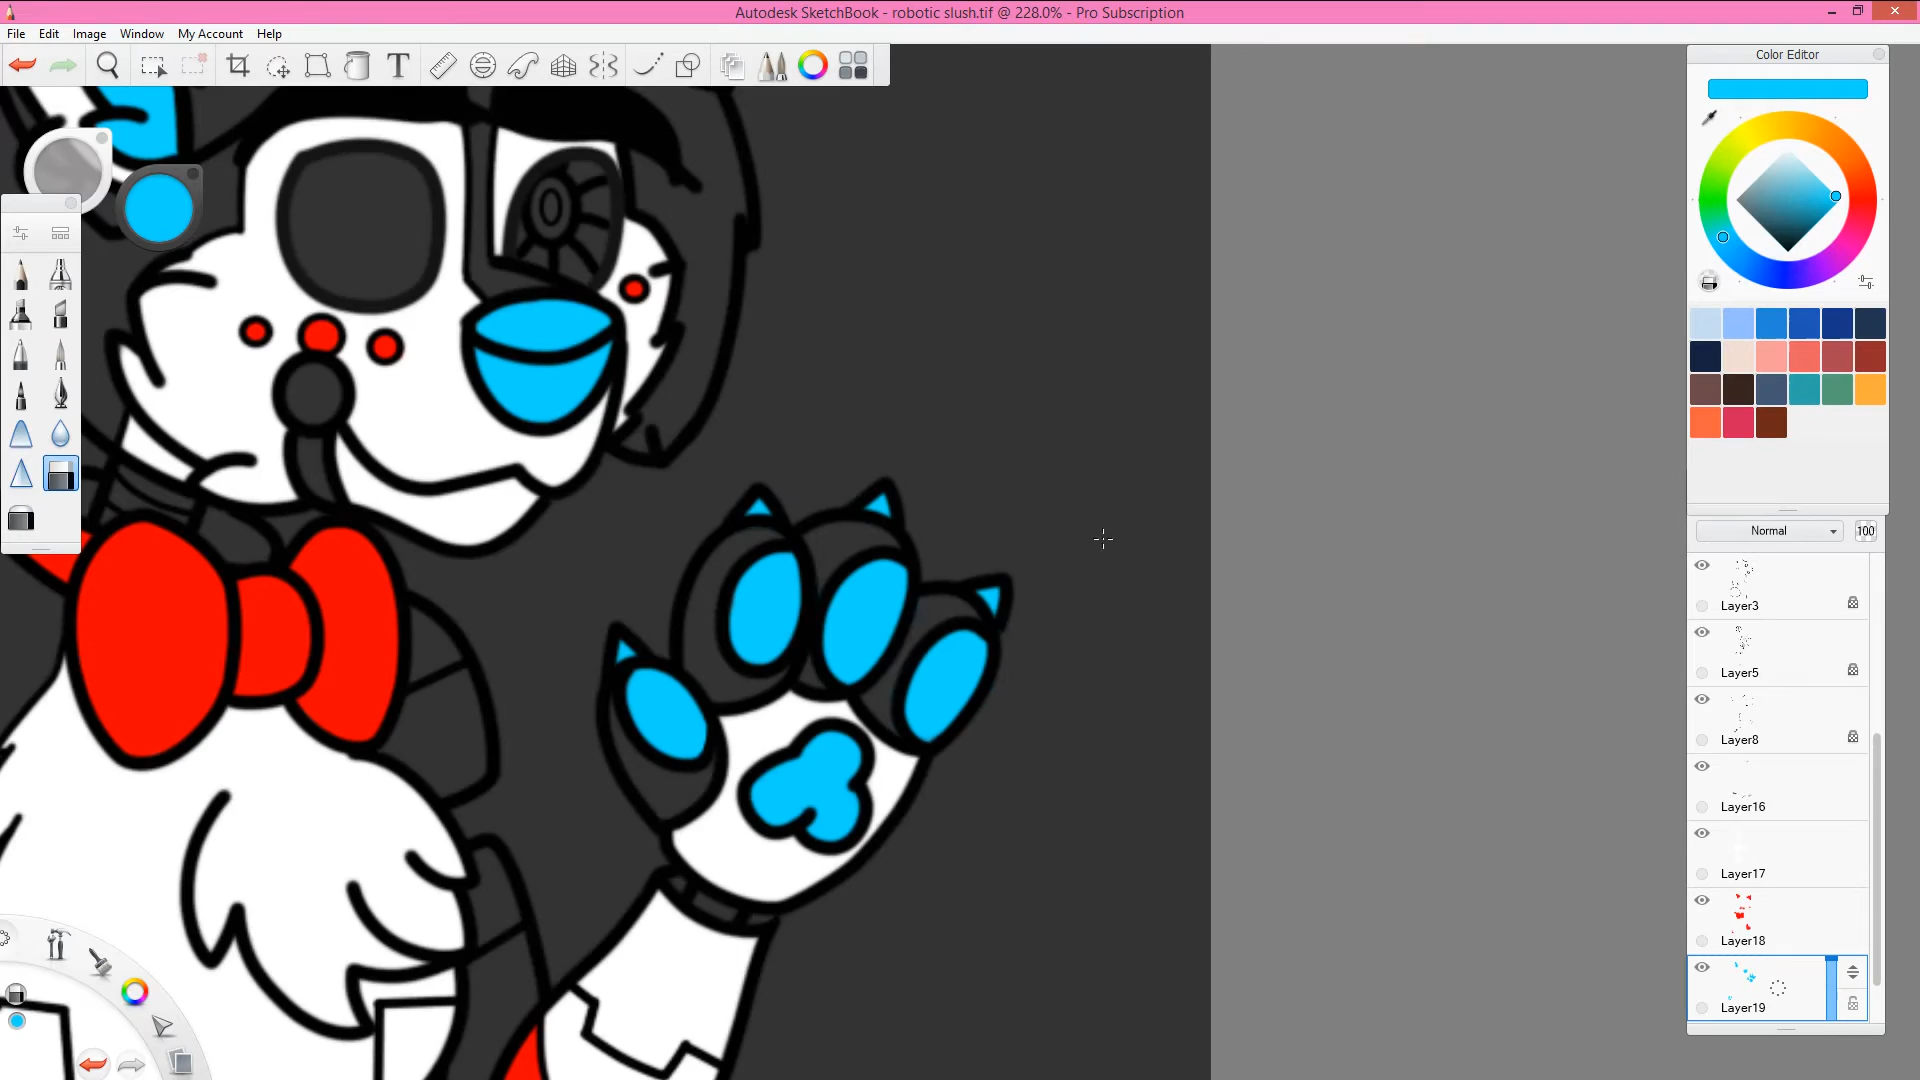 Autodesk SketchBook - robotic slush.tif @ 228.0% - Pro Subscription
File Edit Image Window My Account Help
T
Color Editor
Normal 100
Layer3
Layer5
Layer8
Layer16
Layer17
Layer18
Layer19